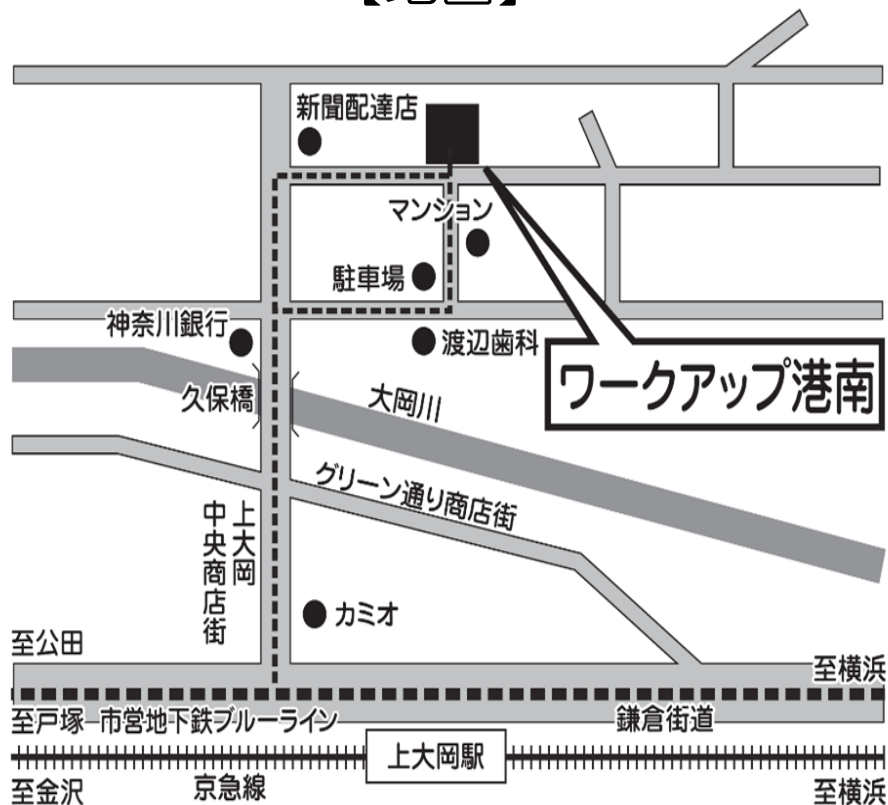 【地図】
新聞配達店
マンション
駐車場
神奈川銀行
渡辺歯科
ワークアップ港南
久保橋
大岡川
グリーン通り商店街
上大岡
中央商店街
カミオ
至公田
至横浜
至戸塚 市営地下鉄ブルーライン
鎌倉街道
上大岡駅
至金沢
京急線
至横浜